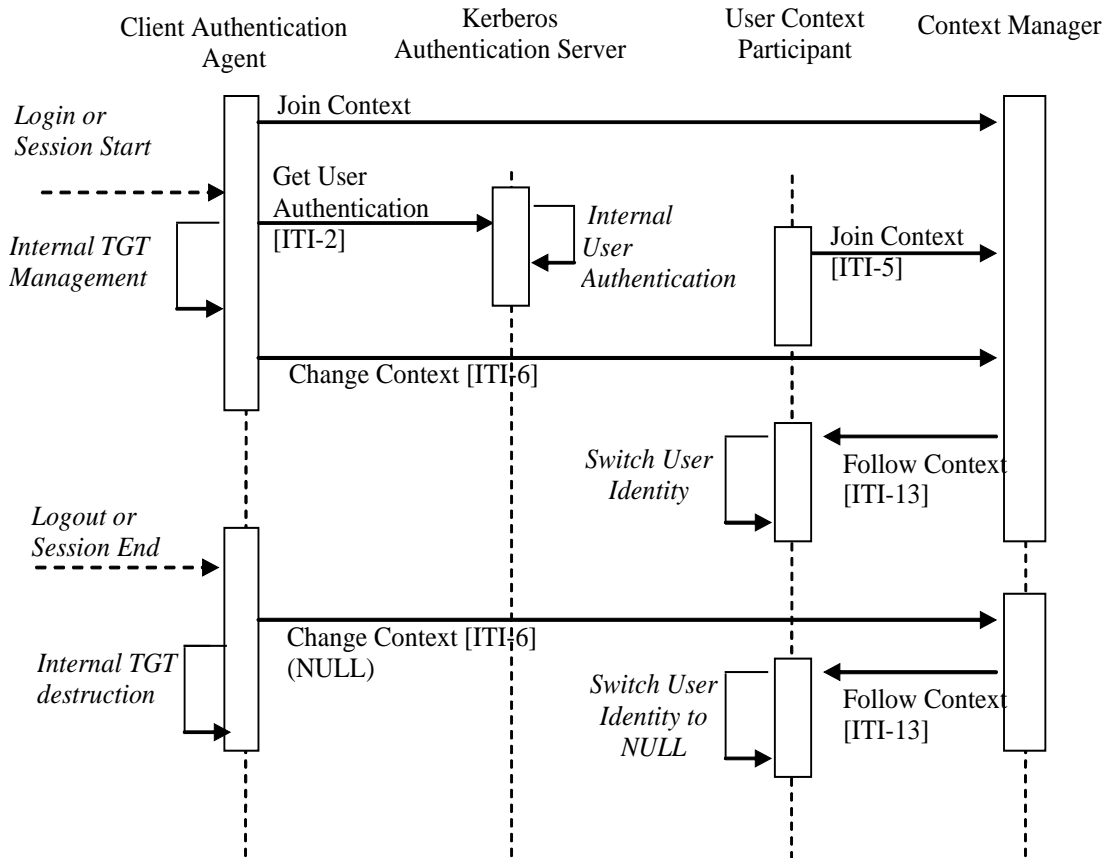 Client Authentication
Agent
Kerberos
Authentication Server
User Context
Participant
Context Manager
Login or
Session Start
Join Context
Get User
Authentication
[ITI-2]
Internal
User
Authentication
Join Context
[ITI-5]
Internal TGT
Management
Change Context [ITI-6]
Switch User
Identity
Follow Context
[ITI-13]
Logout or
Session End
Change Context [ITI-6]
(NULL)
Internal TGT
destruction
Switch User
Identity to
NULL
Follow Context
[ITI-13]